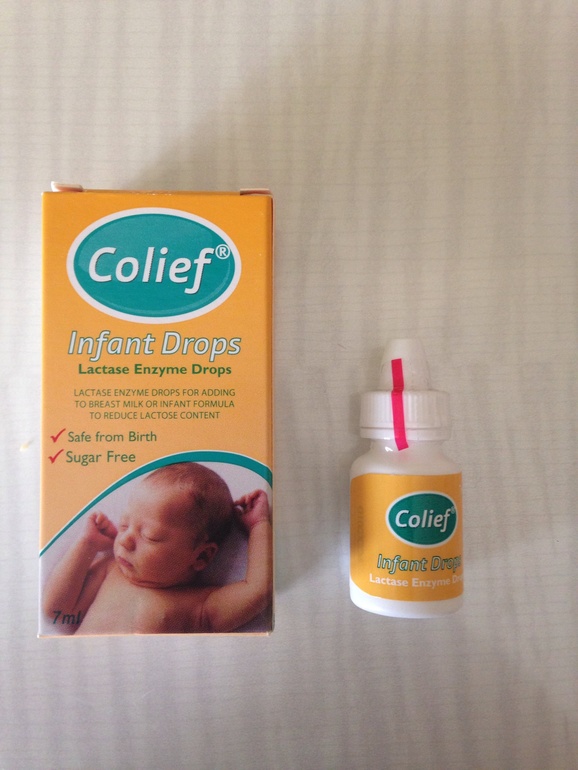 Colief®
Infant Drops
Lactase Enzyme Drops
LACTASE ENZYME DROPS FOR ADDING
TO BREAST MILK OR INFANT FORMULA
TO REDUCE LACTOSE CONTENT
Safe from Birth
Sugar Free
7ml
Colief
Infant Drops
Lactase Enzyme Dro